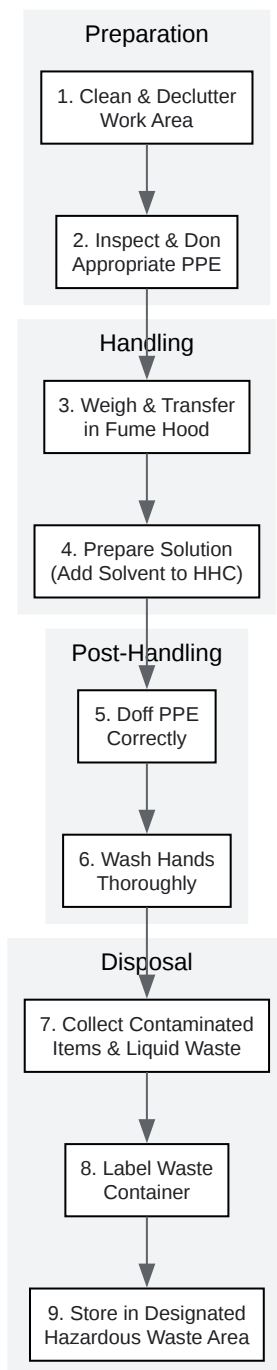 Preparation
1. Clean & Declutter
Work Area
2. Inspect & Don
Appropriate PPE
Handling
3. Weigh & Transfer
in Fume Hood
4. Prepare Solution
(Add Solvent to HHC)
Post-Handling
5. Doff PPE
Correctly
6. Wash Hands
Thoroughly
Disposal
7. Collect Contaminated
Items & Liquid Waste
8. Label Waste
Container
9. Store in Designated
Hazardous Waste Area